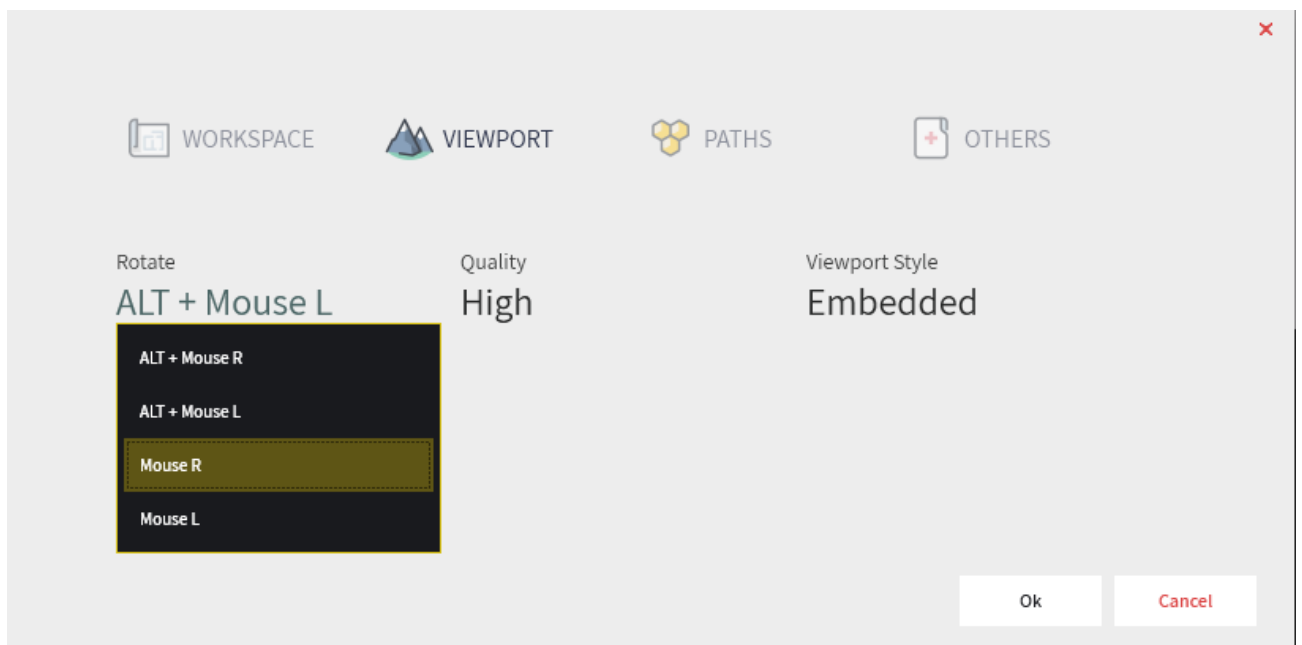 WORKSPACE
VIEWPORT
PATHS
OTHERS
Rotate
ALT + Mouse L
Quality
High
Viewport Style
Embedded
ALT + Mouse R
ALT + Mouse L
Mouse R
Mouse L
Ok
Cancel